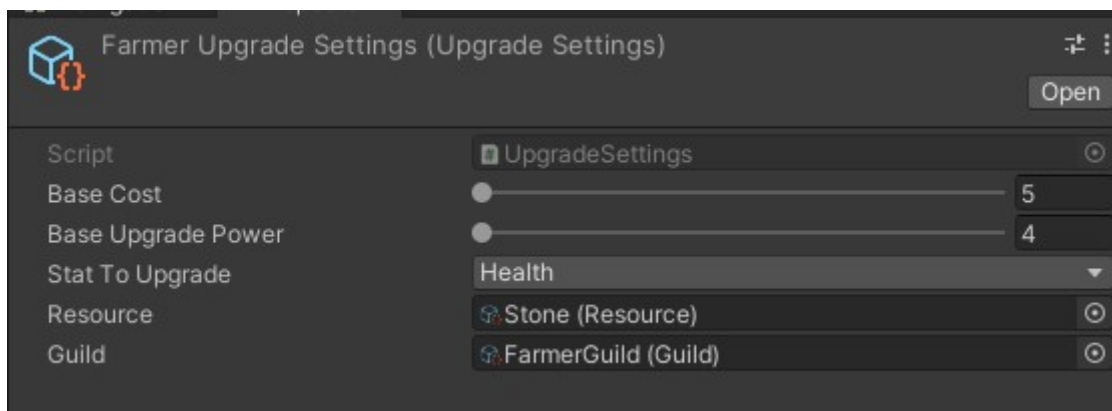 Farmer Upgrade Settings (Upgrade Settings)
Open
Script UpgradeSettings
Base Cost 5
Base Upgrade Power 4
Stat To Upgrade Health
Resource Stone (Resource)
Guild FarmerGuild (Guild)